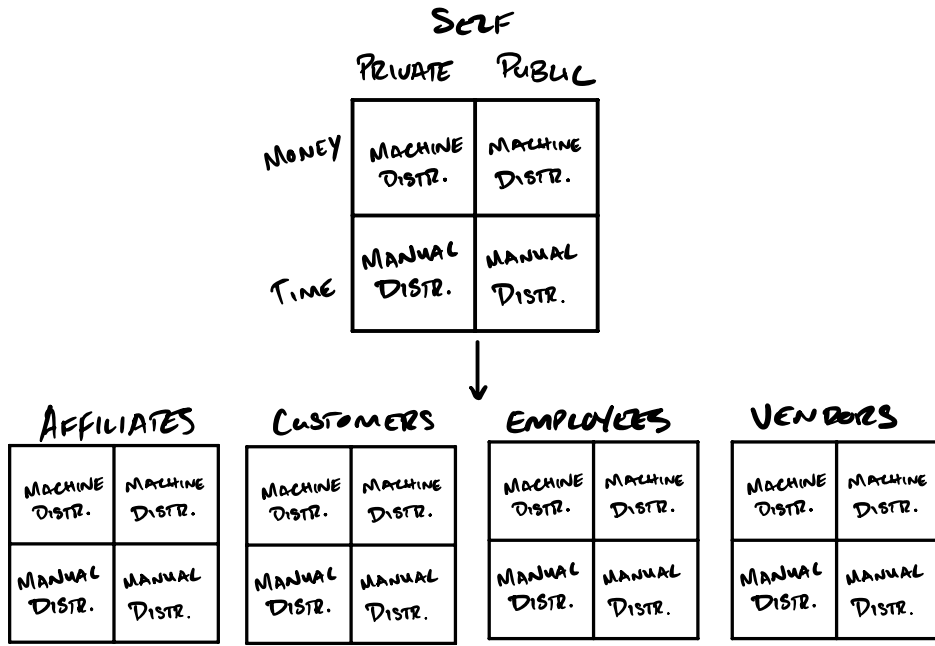 SELF
PRIVATE PUBLIC
MONEY
MACHINE DISTR.
MACHINE DISTR.
TIME
MANUAL DISTR.
MANUAL DISTR.
AFFILIATES
MACHINE DISTR.
MACHINE DISTR.
MANUAL DISTR.
MANUAL DISTR.
CUSTOMERS
MACHINE DISTR.
MACHINE DISTR.
MANUAL DISTR.
MANUAL DISTR.
EMPLOYEES
MACHINE DISTR.
MACHINE DISTR.
MANUAL DISTR.
MANUAL DISTR.
VENDORS
MACHINE DISTR.
MACHINE DISTR.
MANUAL DISTR.
MANUAL DISTR.